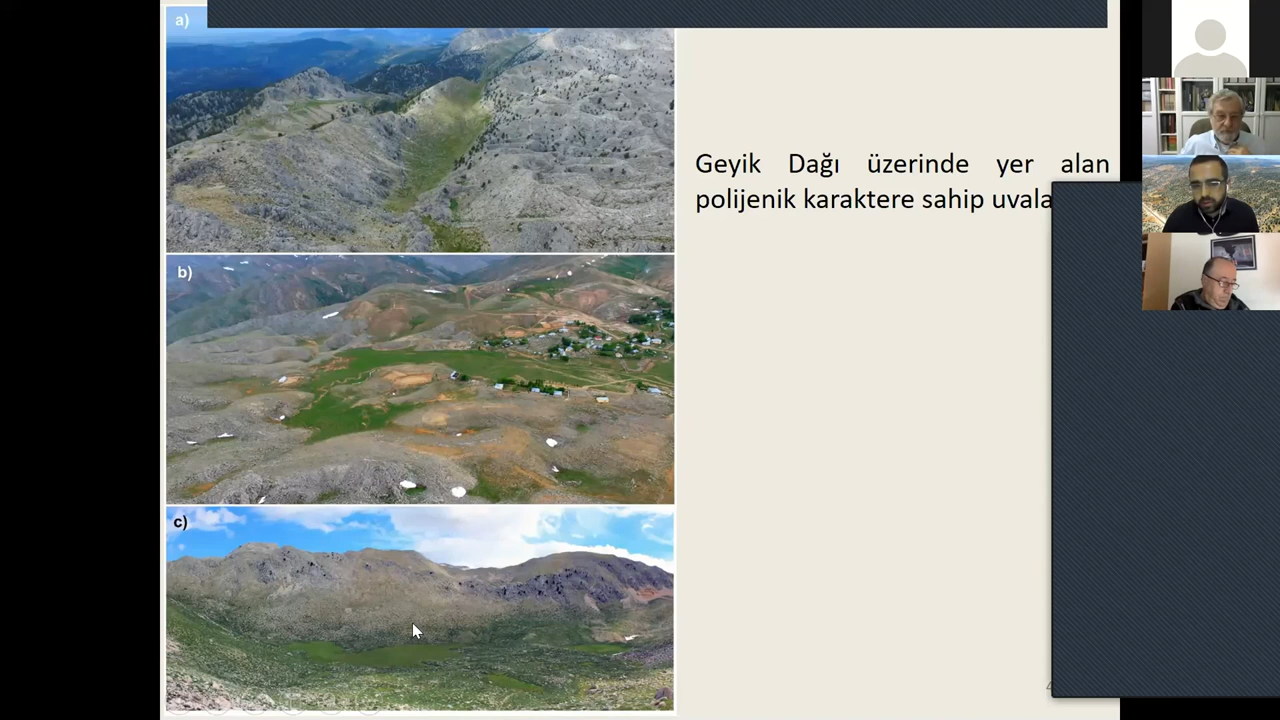 a)
Geyik Dağı üzerinde yer alan
polijenik karaktere sahip uvala
b)
c)